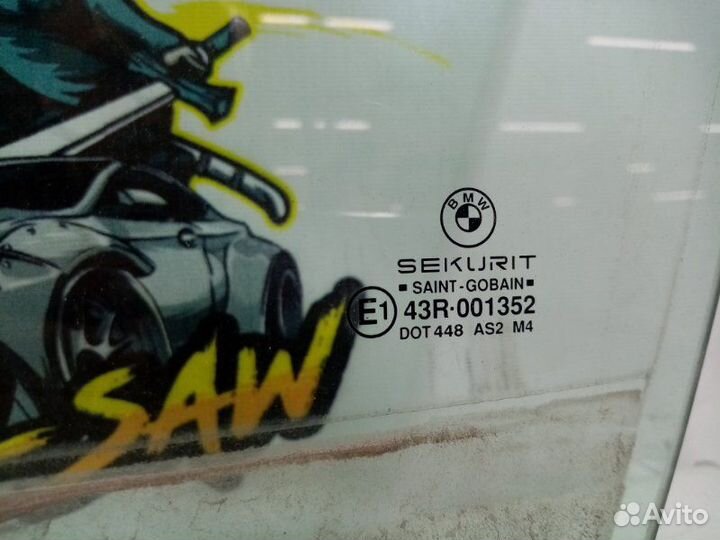 BMW
SEKURIT
▪ SAINT-GOBAIN ▪
E1 43R·001352
DOT 448 AS2 M4
SAW
Avito